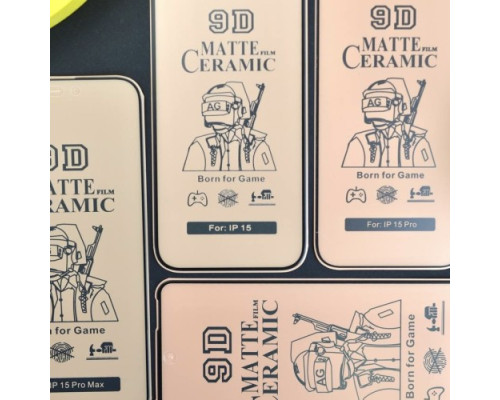 9D
MATTE FILM
CERAMIC
AG
Born for Game
For: IP 15
9D
MATTE FILM
CERAMIC
AG
Born for Game
For: IP 15 Pro
9D
MATTE FILM
CERAMIC
rn for Game
IP 15 Pro Max
9D
MATTE FILM
CERAMIC
AG
Born for Game